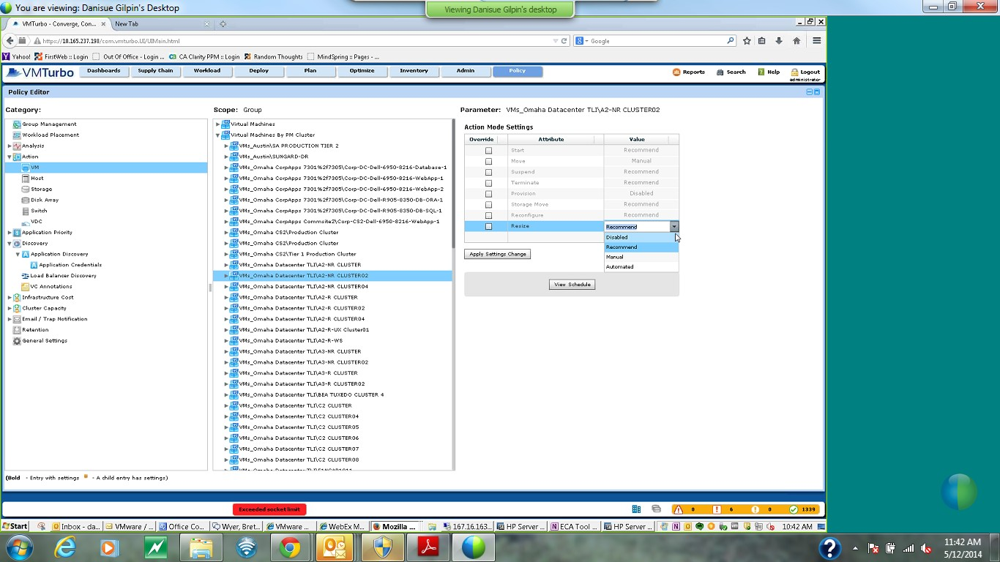 You are viewing: Danisue Gilpin's Desktop
Viewing Danisue Gilpin's desktop
VMTurbo - Converge, Con...
New Tab
https://10.165.237.198/com.vmturbo.UI/UIMain.html
Google
Yahoo! FirstWeb :: Login Out Of Office - Login ... CA Clarity PPM :: Login Random Thoughts MindSpring :: Pages - ...
VMTurbo Dashboards Supply Chain Workload Deploy Plan Optimize Inventory Admin Policy Reports Search Help Logout
administrator
Policy Editor
Category:
Group Management
Workload Placement
Analysis
Action
VM
Host
Storage
Disk Array
Switch
VDC
Application Priority
Discovery
Application Discovery
Application Credentials
Load Balancer Discovery
VC Annotations
Infrastructure Cost
Cluster Capacity
Email / Trap Notification
Retention
General Settings
Scope: Group
Virtual Machines
Virtual Machines By PM Cluster
VMs_Austin\SA PRODUCTION TIER 2
VMs_Austin\SUNGARD-DR
VMs_Omaha CorpApps 7301%2f7305\Corp-DC-Dell-6950-8216-Database-1
VMs_Omaha CorpApps 7301%2f7305\Corp-DC-Dell-6950-8216-WebApp-1
VMs_Omaha CorpApps 7301%2f7305\Corp-DC-Dell-6950-8216-WebApp-2
VMs_Omaha CorpApps 7301%2f7305\Corp-DC-Dell-R905-8350-DB-ORA-1
VMs_Omaha CorpApps 7301%2f7305\Corp-DC-Dell-R905-8350-DB-SQL-1
VMs_Omaha CorpApps Commsite2\Corp-CS2-Dell-6950-8216-WebApp-1
VMs_Omaha CS2\Production Cluster
VMs_Omaha CS2\Production Cluster
VMs_Omaha CS2\Tier 1 Production Cluster
VMs_Omaha Datacenter TLI\A2-NR CLUSTER
VMs_Omaha Datacenter TLI\A2-NR CLUSTER02
VMs_Omaha Datacenter TLI\A2-NR CLUSTER04
VMs_Omaha Datacenter TLI\A2-R CLUSTER
VMs_Omaha Datacenter TLI\A2-R CLUSTER02
VMs_Omaha Datacenter TLI\A2-R CLUSTER04
VMs_Omaha Datacenter TLI\A2-R-UX Cluster01
VMs_Omaha Datacenter TLI\A2-R-WS
VMs_Omaha Datacenter TLI\A3-NR CLUSTER
VMs_Omaha Datacenter TLI\A3-NR CLUSTER02
VMs_Omaha Datacenter TLI\A3-R CLUSTER
VMs_Omaha Datacenter TLI\A3-R CLUSTER02
VMs_Omaha Datacenter TLI\BEA TUXEDO CLUSTER 4
VMs_Omaha Datacenter TLI\C2 CLUSTER
VMs_Omaha Datacenter TLI\C2 CLUSTER04
VMs_Omaha Datacenter TLI\C2 CLUSTER05
VMs_Omaha Datacenter TLI\C2 CLUSTER06
VMs_Omaha Datacenter TLI\C2 CLUSTER07
VMs_Omaha Datacenter TLI\C2 CLUSTER08
Parameter: VMs_Omaha Datacenter TLI\A2-NR CLUSTER02
Action Mode Settings
Override Attribute Value
Start Recommend
Move Manual
Suspend Recommend
Terminate Recommend
Provision Disabled
Storage Move Recommend
Reconfigure Recommend
Resize Recommend
Disabled
Recommend
Manual
Automated
Apply Settings Change
View Schedule
(Bold - Entry with settings - A child entry has settings)
Exceeded socket limit
0 6 0 1339
Start Inbox - da... VMware / ... Office Co... Wyer, Bret... VMware ... WebEx M... Mozilla ... 167.16.163... HP Server ... ECA Tool ... HP Server ... 10:42 AM
11:42 AM
5/12/2014